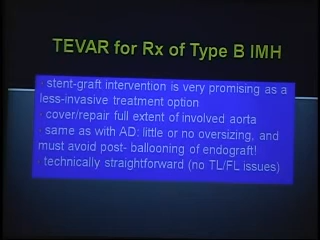 TEVAR for Rx of Type B IMH
· stent-graft intervention is very promising as a
less-invasive treatment option
· cover/repair full extent of involved aorta
· same as with AD: little or no oversizing, and
must avoid post- ballooning of endograft!
· technically straightforward (no TL/FL issues)